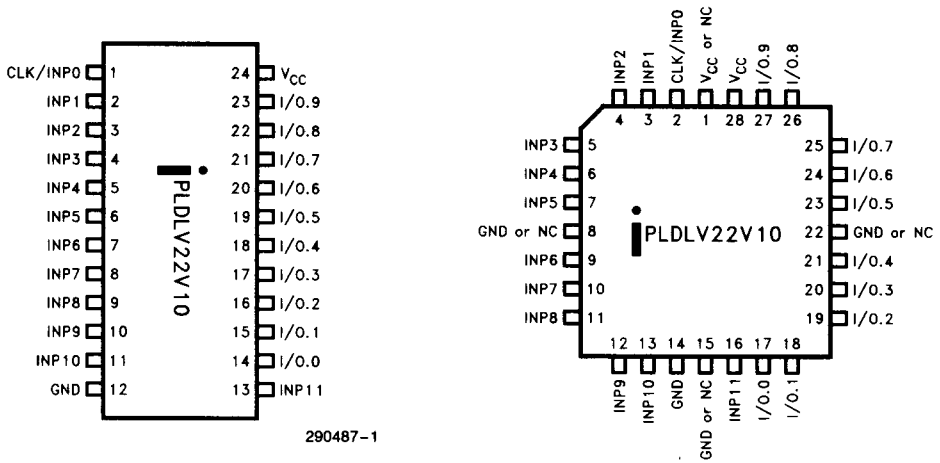 CLK/INP0 1 24 VCC
INP1 2 23 I/O.9
INP2 3 22 I/O.8
INP3 4 21 I/O.7
INP4 5 20 I/O.6
INP5 6 19 I/O.5
INP6 7 18 I/O.4
INP7 8 17 I/O.3
INP8 9 16 I/O.2
INP9 10 15 I/O.1
INP10 11 14 I/O.0
GND 12 13 INP11
iPLDLV22V10
290487-1
INP2
INP1
CLK/INP0
VCC or NC
VCC
I/O.9
I/O.8
4 3 2 1 28 27 26
INP3 5 25 I/O.7
INP4 6 24 I/O.6
INP5 7 23 I/O.5
GND or NC 8 22 GND or NC
INP6 9 21 I/O.4
INP7 10 20 I/O.3
INP8 11 19 I/O.2
iPLDLV22V10
12 13 14 15 16 17 18
INP9
INP10
GND
GND or NC
INP11
I/O.0
I/O.1